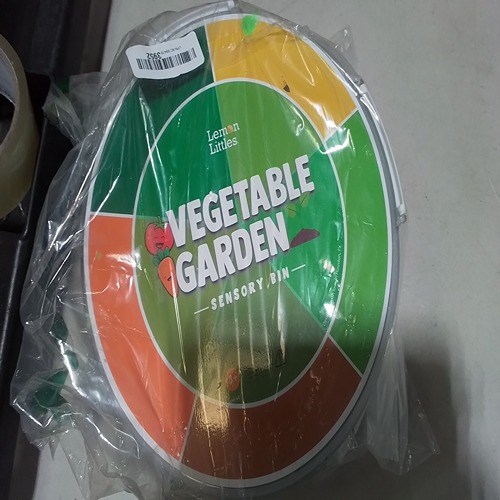 Lemon
Littles
VEGETABLE
GARDEN
SENSORY BIN